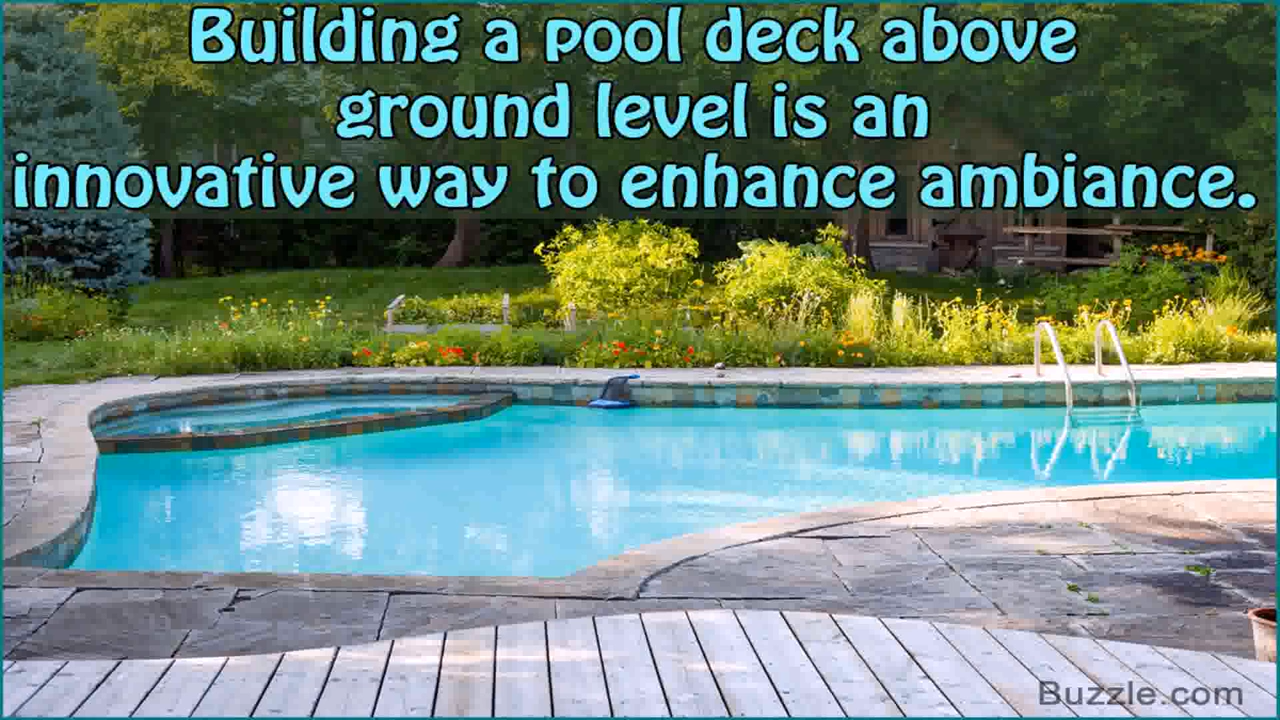 Building a pool deck above
ground level is an
innovative way to enhance ambiance.
Buzzle.com